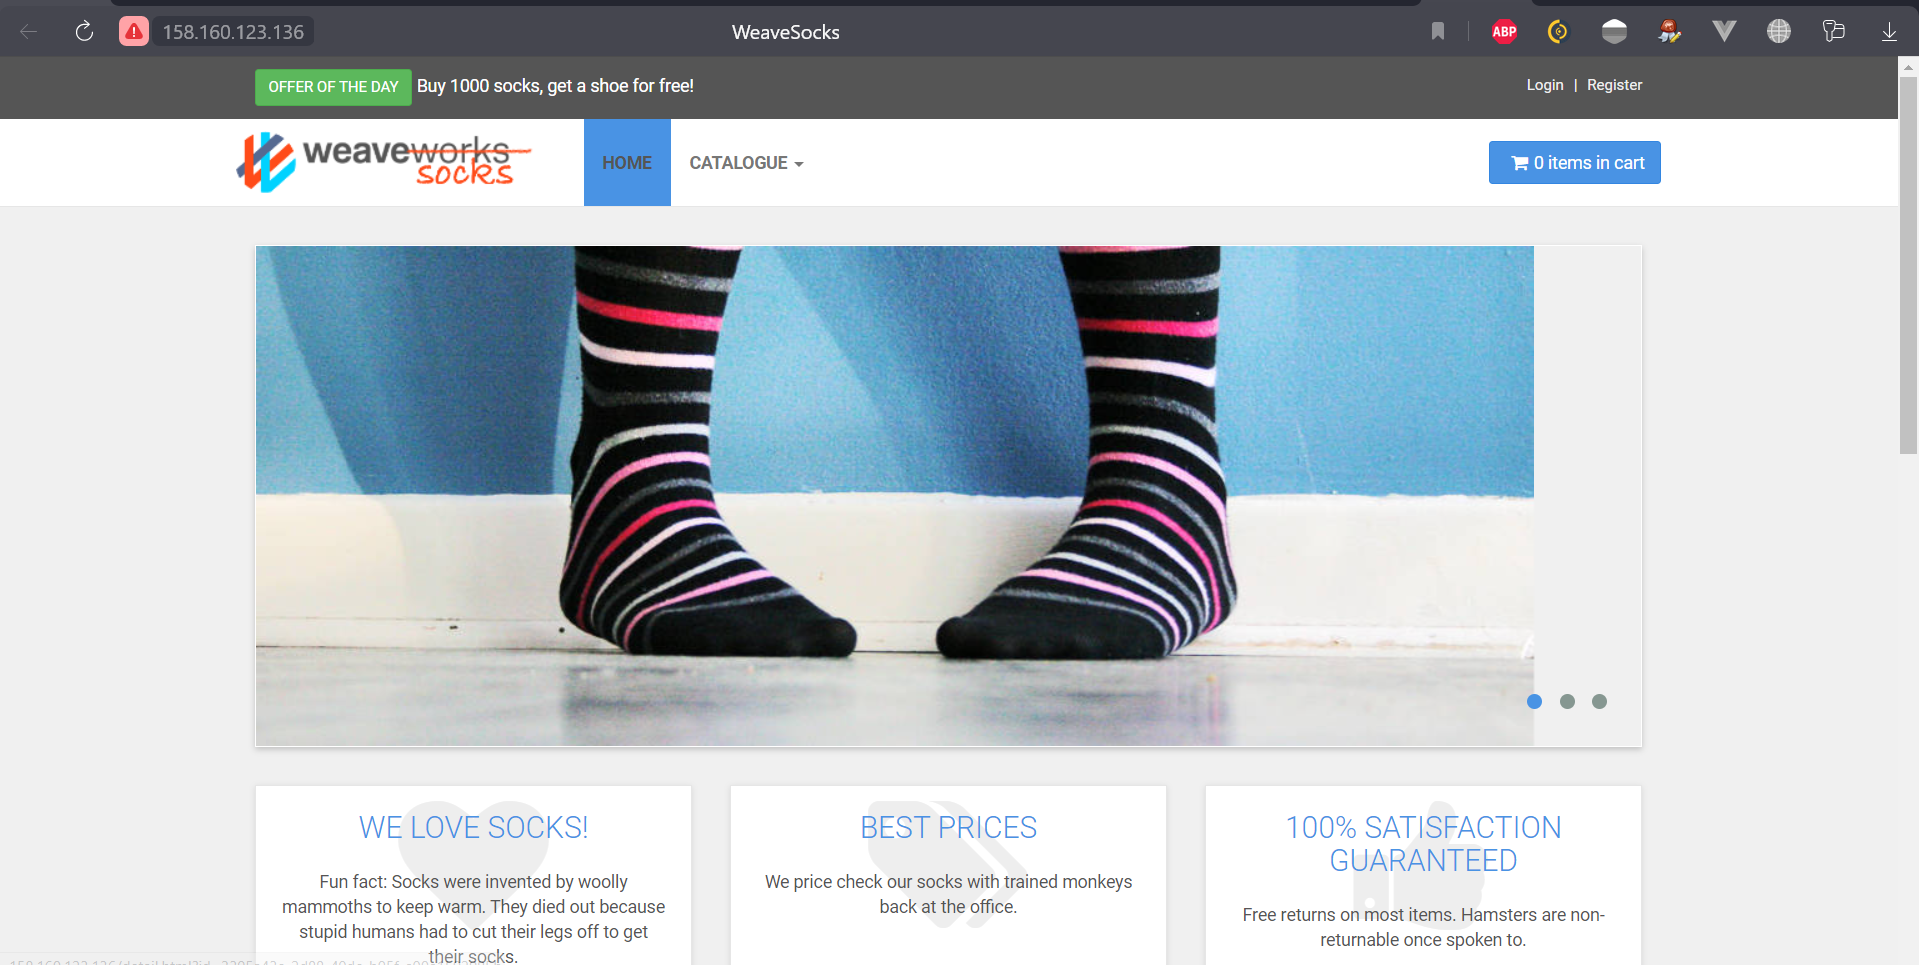 158.160.123.136
WeaveSocks
ABP
OFFER OF THE DAY Buy 1000 socks, get a shoe for free!
Login | Register
weaveworks
socks
HOME
CATALOGUE
0 items in cart
WE LOVE SOCKS!
Fun fact: Socks were invented by woolly
mammoths to keep warm. They died out because
stupid humans had to cut their legs off to get
their socks.
BEST PRICES
We price check our socks with trained monkeys
back at the office.
100% SATISFACTION
GUARANTEED
Free returns on most items. Hamsters are non-
returnable once spoken to.